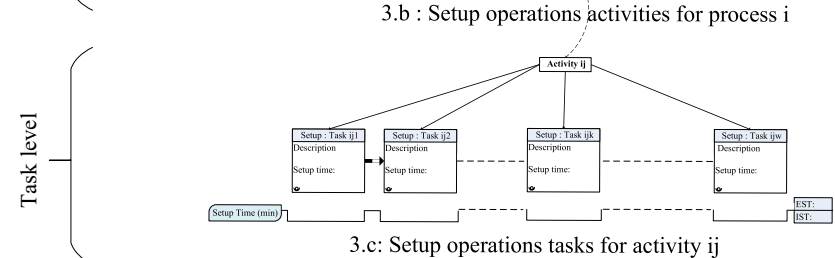 3.b : Setup operations activities for process i
Activity ij
Task level
Setup : Task ij1
Description
Setup time:
Setup : Task ij2
Description
Setup time:
Setup : Task ijk
Description
Setup time:
Setup : Task ijw
Description
Setup time:
Setup Time (min)
EST:
IST:
3.c: Setup operations tasks for activity ij